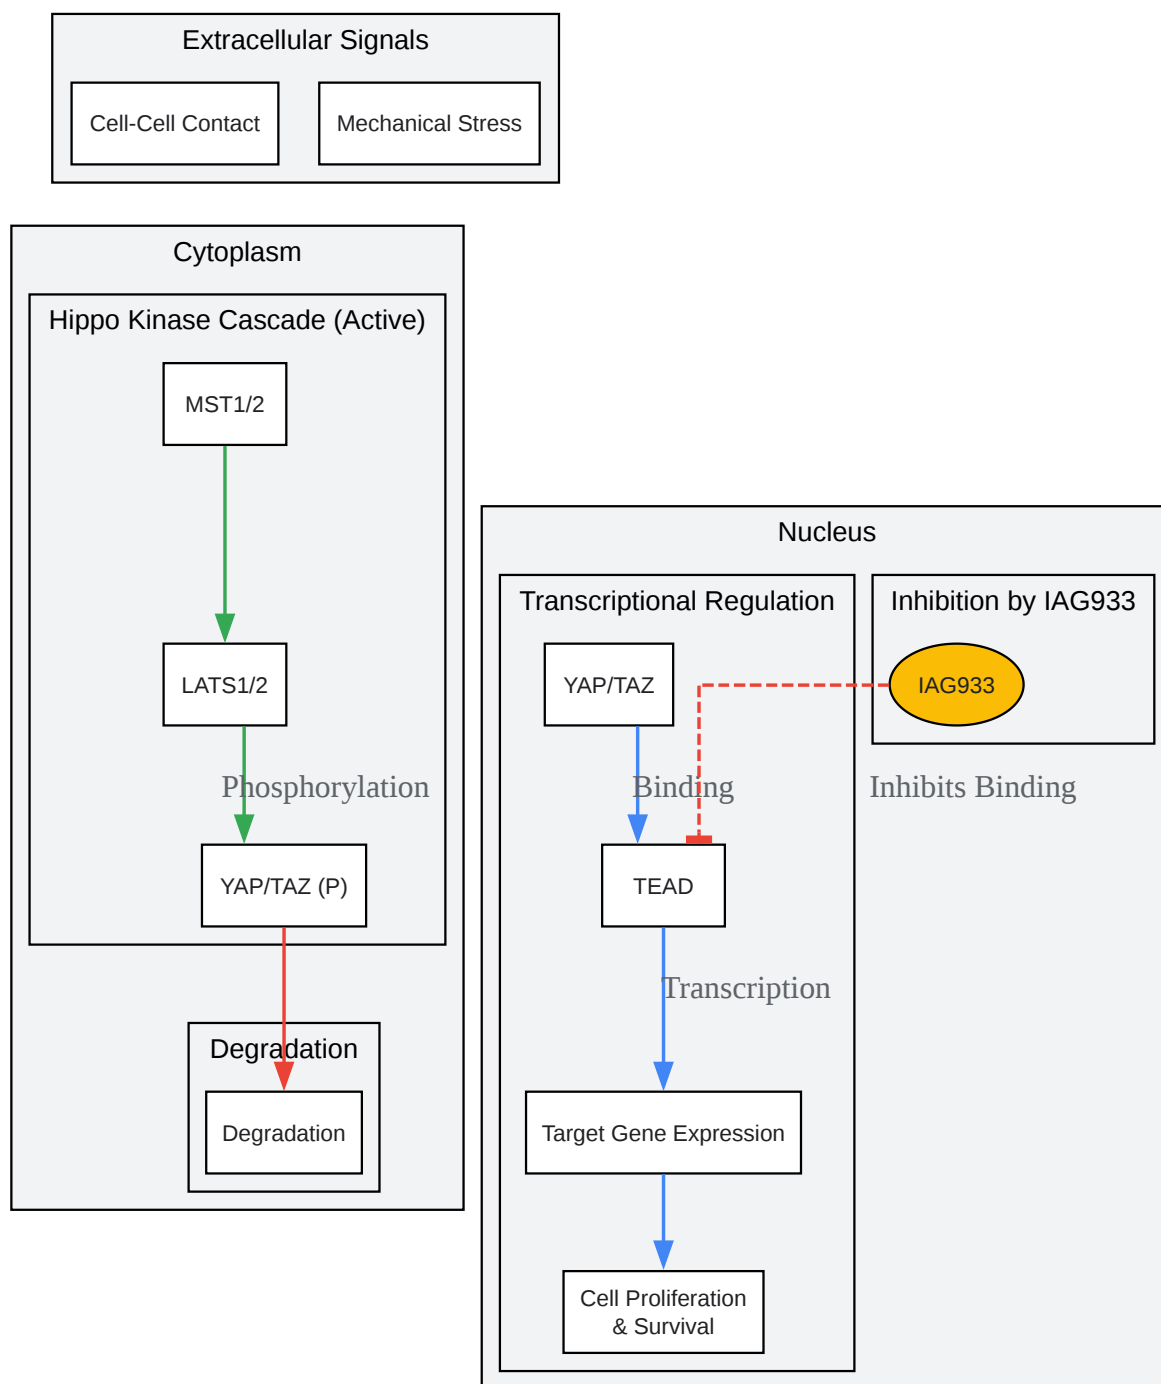 Extracellular Signals
Cell-Cell Contact
Mechanical Stress
Cytoplasm
Hippo Kinase Cascade (Active)
MST1/2
LATS1/2
Phosphorylation
YAP/TAZ (P)
Degradation
Degradation
Nucleus
Transcriptional Regulation
YAP/TAZ
Binding
TEAD
Transcription
Target Gene Expression
Cell Proliferation
& Survival
Inhibition by IAG933
IAG933
Inhibits Binding